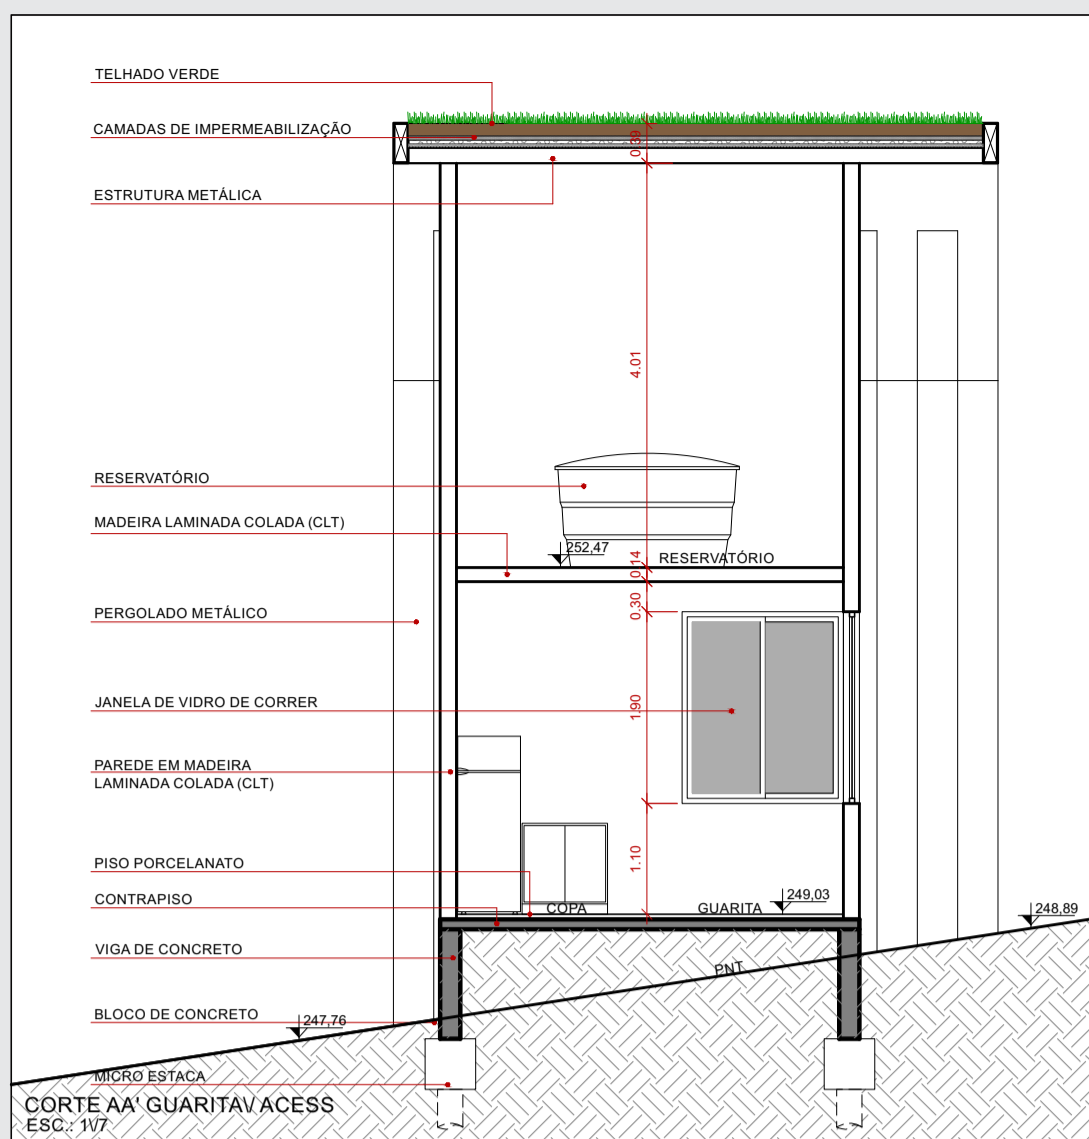 TELHADO VERDE
CAMADAS DE IMPERMEABILIZAÇÃO
0.39
ESTRUTURA METÁLICA
4.01
RESERVATÓRIO
MADEIRA LAMINADA COLADA (CLT)
252,47
RESERVATÓRIO
0.14
0.30
PERGOLADO METÁLICO
JANELA DE VIDRO DE CORRER
1.90
PAREDE EM MADEIRA
LAMINADA COLADA (CLT)
1.10
PISO PORCELANATO
CONTRAPISO
COPA
GUARITA
249,03
248,89
VIGA DE CONCRETO
PNT
BLOCO DE CONCRETO
247,76
MICRO ESTACA
CORTE AA' GUARITA\/ ACESS
ESC.: 1\/7